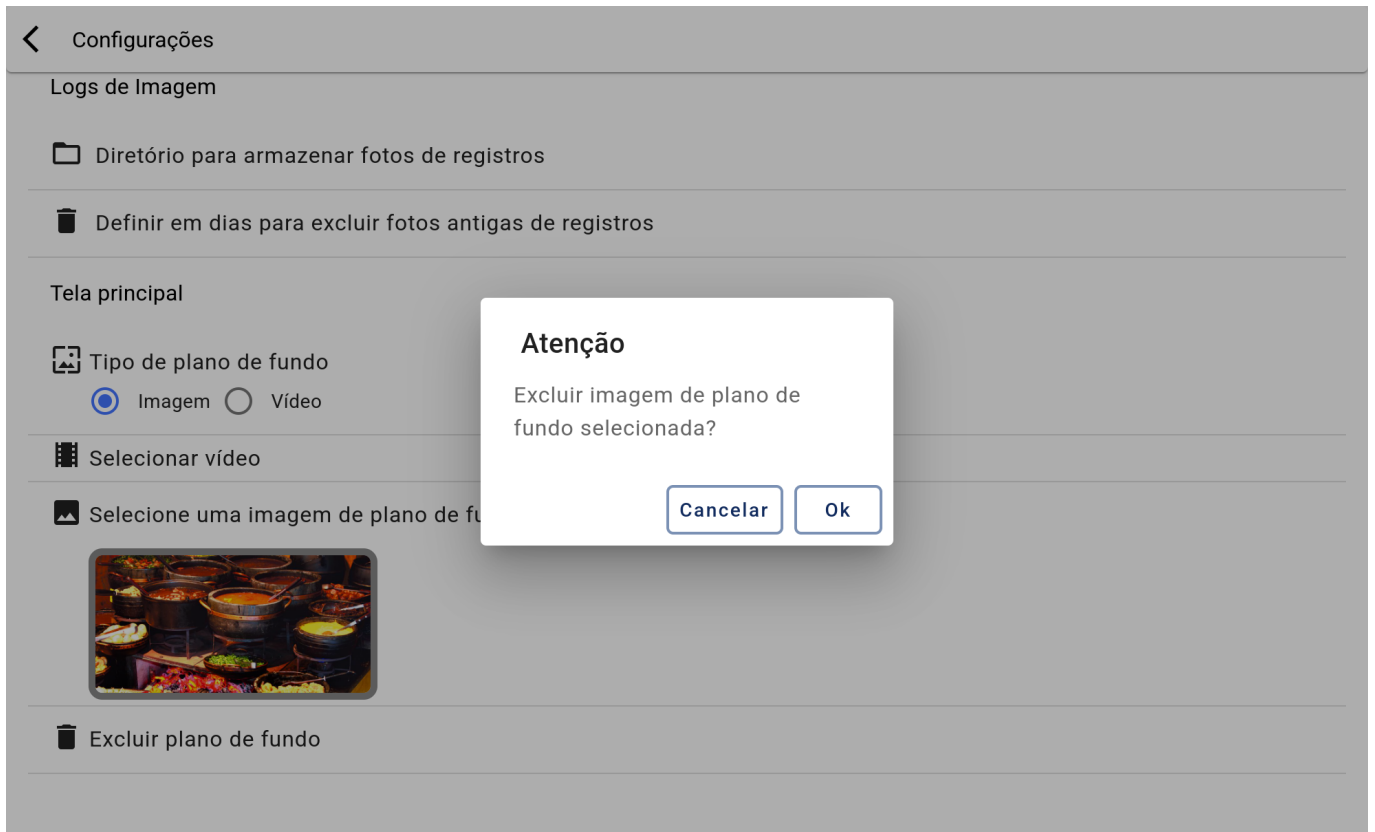 Configurações
Logs de Imagem
Diretório para armazenar fotos de registros
Definir em dias para excluir fotos antigas de registros
Tela principal
Tipo de plano de fundo
Imagem Vídeo
Selecionar vídeo
Selecione uma imagem de plano de
Excluir plano de fundo
Atenção
Excluir imagem de plano de
fundo selecionada?
Cancelar Ok